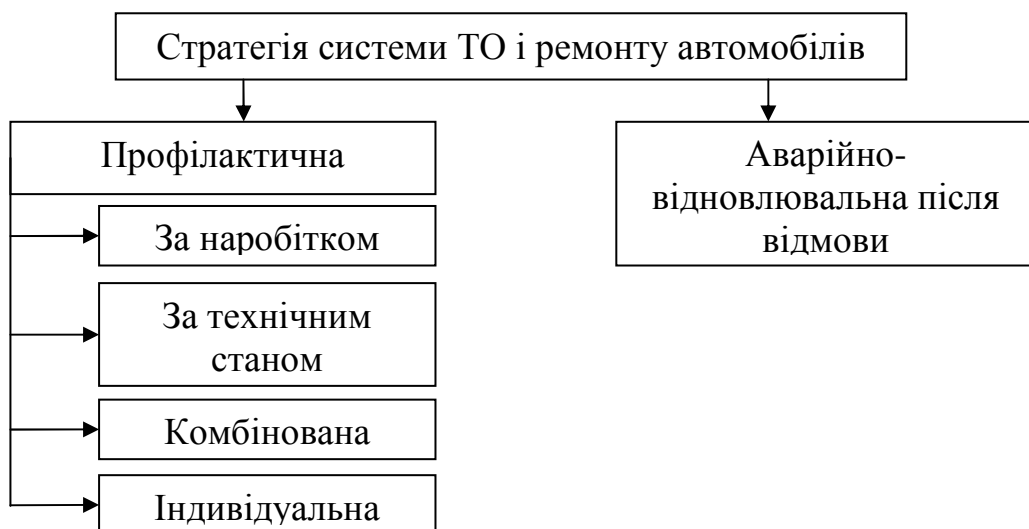 Стратегія системи ТО і ремонту автомобілів
Профілактична
За наробітком
За технічним
станом
Комбінована
Індивідуальна
Аварійно-
відновлювальна після
відмови